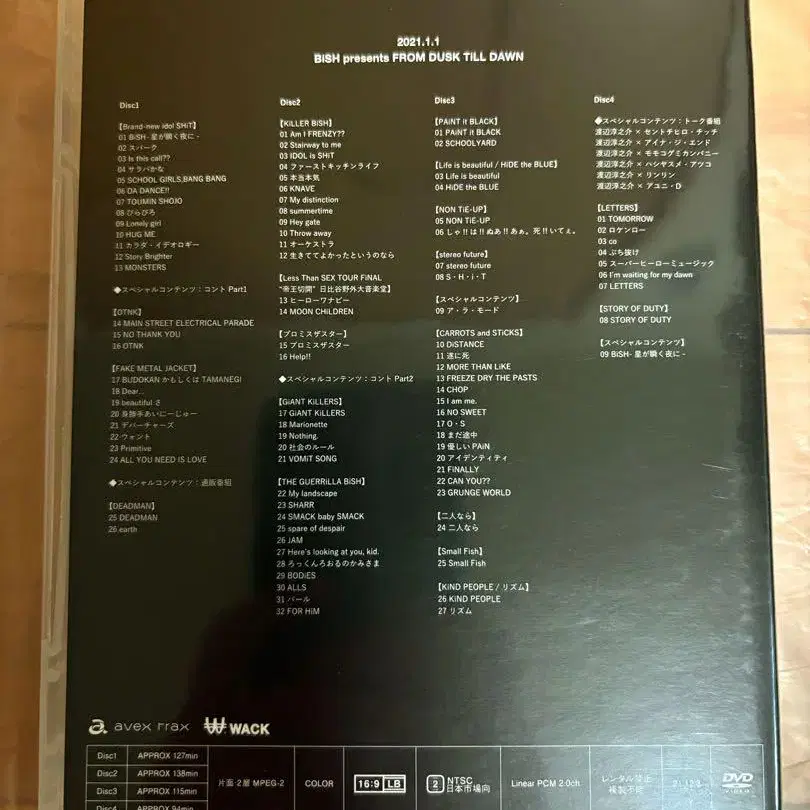 2021.1.1
BiSH presents FROM DUSK TiLL DAWN
Disc1
【Brand-new idol SHiT】
01 BiSH- 星が瞬く夜に -
02 スパーク
03 Is this call??
04 サラバかな
05 SCHOOL GIRLS, BANG BANG
06 DA DANCE!!
07 TOUMIN SHOJO
08 ぴらぴろ
09 Lonely girl
10 HUG ME
11 カラダ・イデオロギー
12 Story Brighter
13 MONSTERS
◆スペシャルコンテンツ:コント Part1
【OTNK】
14 MAIN STREET ELECTRICAL PARADE
15 NO THANK YOU
16 OTNK
【FAKE METAL JACKET】
17 BUDOKAN かもしくは TAMANEGI
18 Dear...
19 beautiful さ
20 身勝手あいにーじゅー
21 デパーチャーズ
22 ウォント
23 Primitive
24 ALL YOU NEED IS LOVE
◆スペシャルコンテンツ:通販番組
【DEADMAN】
25 DEADMAN
26 earth
Disc2
【KiLLER BiSH】
01 Am I FRENZY??
02 Stairway to me
03 IDOL is SHiT
04 ファーストキッチンライフ
05 本当本気
06 KNAVE
07 My distinction
08 summertime
09 Hey gate
10 Throw away
11 オーケストラ
12 生きててよかったというのなら
【Less Than SEX TOUR FiNAL
“帝王切開” 日比谷野外大音楽堂】
13 ヒーローワナビー
14 MOON CHiLDREN
【プロミスザスター】
15 プロミスザスター
16 Help!!
◆スペシャルコンテンツ:コント Part2
【GiANT KiLLERS】
17 GiANT KiLLERS
18 Marionette
19 Nothing.
20 社会のルール
21 VOMiT SONG
【THE GUERRiLLA BiSH】
22 My landscape
23 SHARR
24 SMACK baby SMACK
25 spare of despair
26 JAM
27 Here's looking at you, kid.
28 ろっくんろおるのかみさま
29 BODiES
30 ALLS
31 パール
32 FOR HiM
Disc3
【PAiNT it BLACK】
01 PAiNT it BLACK
02 SCHOOLYARD
【Life is beautiful / HiDE the BLUE】
03 Life is beautiful
04 HiDE the BLUE
【NON TiE-UP】
05 NON TiE-UP
06 しゃ!!は!!ぬあ!!あぁ。死!!いてぇ。
【stereo future】
07 stereo future
08 S・H・i・T
【スペシャルコンテンツ】
09 ア・ラ・モード
【CARROTS and STiCKS】
10 DiSTANCE
11 遂に死
12 MORE THAN LiKE
13 FREEZE DRY THE PASTS
14 CHOP
15 I am me.
16 NO SWEET
17 O・S
18 まだ途中
19 優しい PAiN
20 アイデンティティ
21 FiNALLY
22 CAN YOU??
23 GRUNGE WORLD
【二人なら】
24 二人なら
【Small Fish】
25 Small Fish
【KiND PEOPLE / リズム】
26 KiND PEOPLE
27 リズム
Disc4
◆スペシャルコンテンツ:トーク番組
渡辺淳之介 × セントチヒロ・チッチ
渡辺淳之介 × アイナ・ジ・エンド
渡辺淳之介 × モモコグミカンパニー
渡辺淳之介 × ハシヤスメ・アツコ
渡辺淳之介 × リンリン
渡辺淳之介 × アユニ・D
【LETTERS】
01 TOMORROW
02 ロケンロー
03 co
04 ぶち抜け
05 スーパーヒーローミュージック
06 I'm waiting for my dawn
07 LETTERS
【STORY OF DUTY】
08 STORY OF DUTY
【スペシャルコンテンツ】
09 BiSH- 星が瞬く夜に -
a. avex trax W WACK
Disc1 APPROX 127min
Disc2 APPROX 138min
Disc3 APPROX 115min
Disc4 APPROX 94min
片面・2層 MPEG-2
COLOR
16:9 LB
2 NTSC
日本市場向
Linear PCM 2.0ch
レンタル禁止
複製不能
DVD
VIDEO